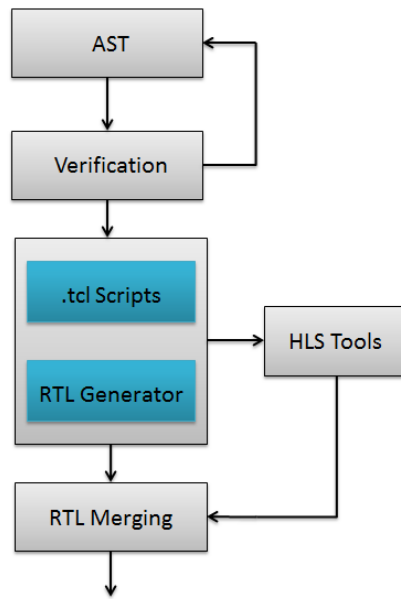 AST
Verification
.tcl Scripts
HLS Tools
RTL Generator
RTL Merging